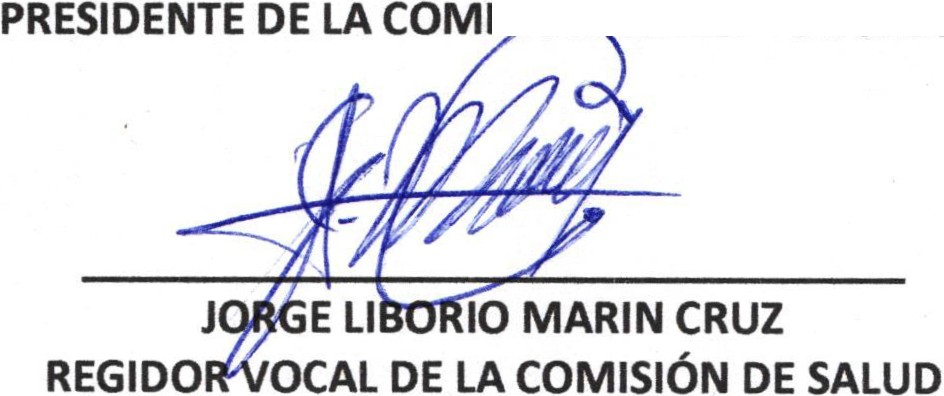 PRESIDENTE DE LA COMI
JORGE LIBORIO MARIN CRUZ
REGIDOR VOCAL DE LA COMISIÓN DE SALUD